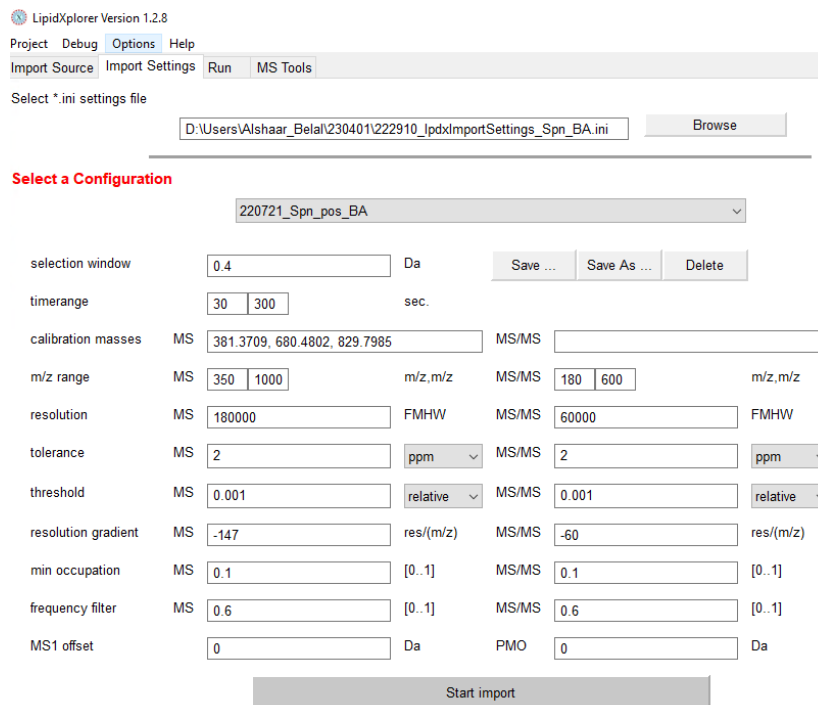 LipidXplorer Version 1.2.8
Project Debug Options Help
Import Source Import Settings Run MS Tools
Select *.ini settings file
D:\Users\Alshaar_Belal\230401\222910_lpdxImportSettings_Spn_BA.ini Browse
Select a Configuration
220721_Spn_pos_BA
selection window 0.4 Da Save ... Save As ... Delete
timerange 30 300 sec.
calibration masses MS 381.3709, 680.4802, 829.7985 MS/MS
m/z range MS 350 1000 m/z,m/z MS/MS 180 600 m/z,m/z
resolution MS 180000 FMHW MS/MS 60000 FMHW
tolerance MS 2 ppm MS/MS 2 ppm
threshold MS 0.001 relative MS/MS 0.001 relative
resolution gradient MS -147 res/(m/z) MS/MS -60 res/(m/z)
min occupation MS 0.1 [0..1] MS/MS 0.1 [0..1]
frequency filter MS 0.6 [0..1] MS/MS 0.6 [0..1]
MS1 offset 0 Da PMO 0 Da
Start import